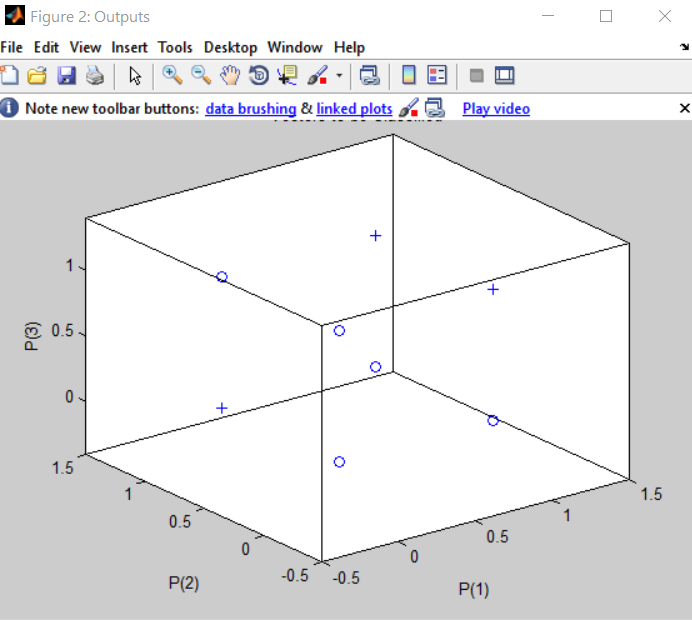 Figure 2: Outputs
File Edit View Insert Tools Desktop Window Help
Note new toolbar buttons: data brushing & linked plots Play video
P(3)
1
0.5
0
1.5
1
0.5
0
-0.5
P(2)
-0.5
0
0.5
1
1.5
P(1)